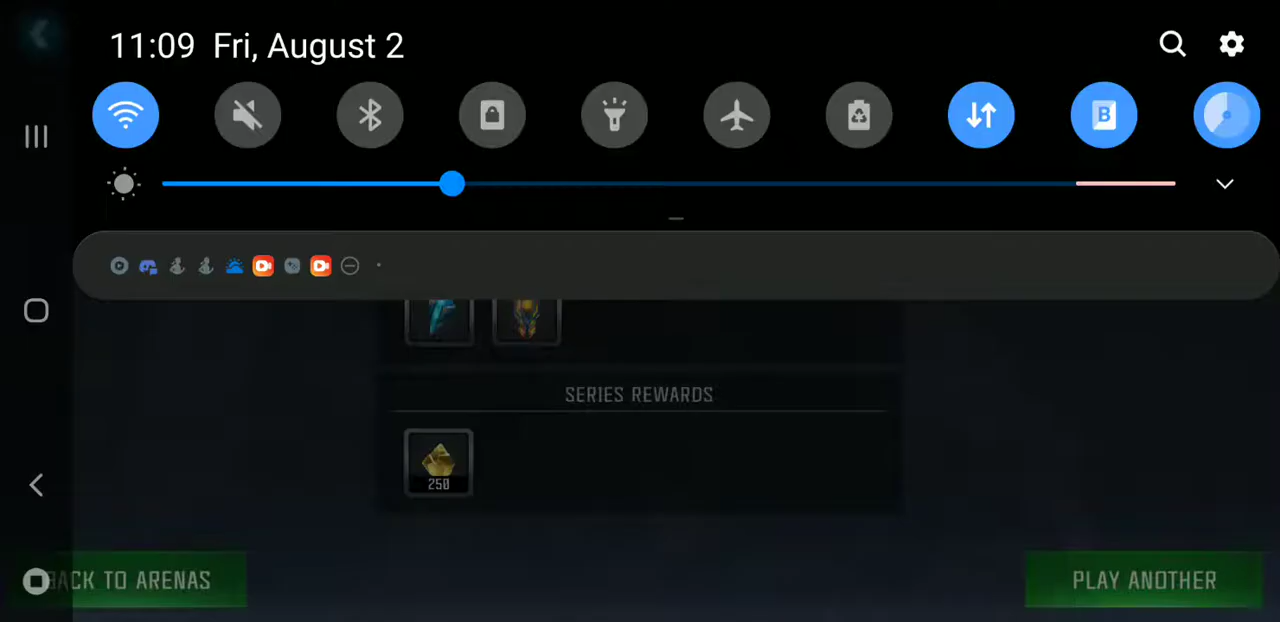 11:09 Fri, August 2
B
SERIES REWARDS
250
BACK TO ARENAS
PLAY ANOTHER